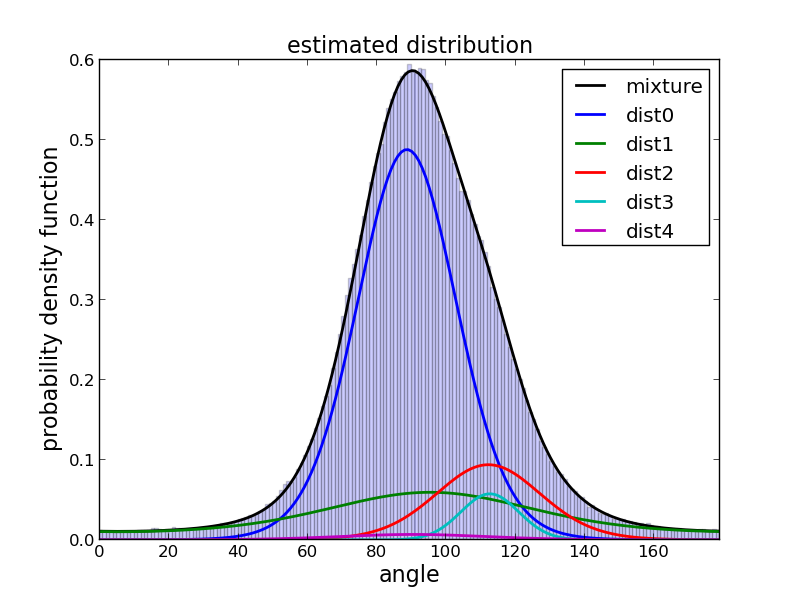 estimated distribution
probability density function
0.6
0.5
0.4
0.3
0.2
0.1
0.0
mixture
dist0
dist1
dist2
dist3
dist4
0 20 40 60 80 100 120 140 160
angle